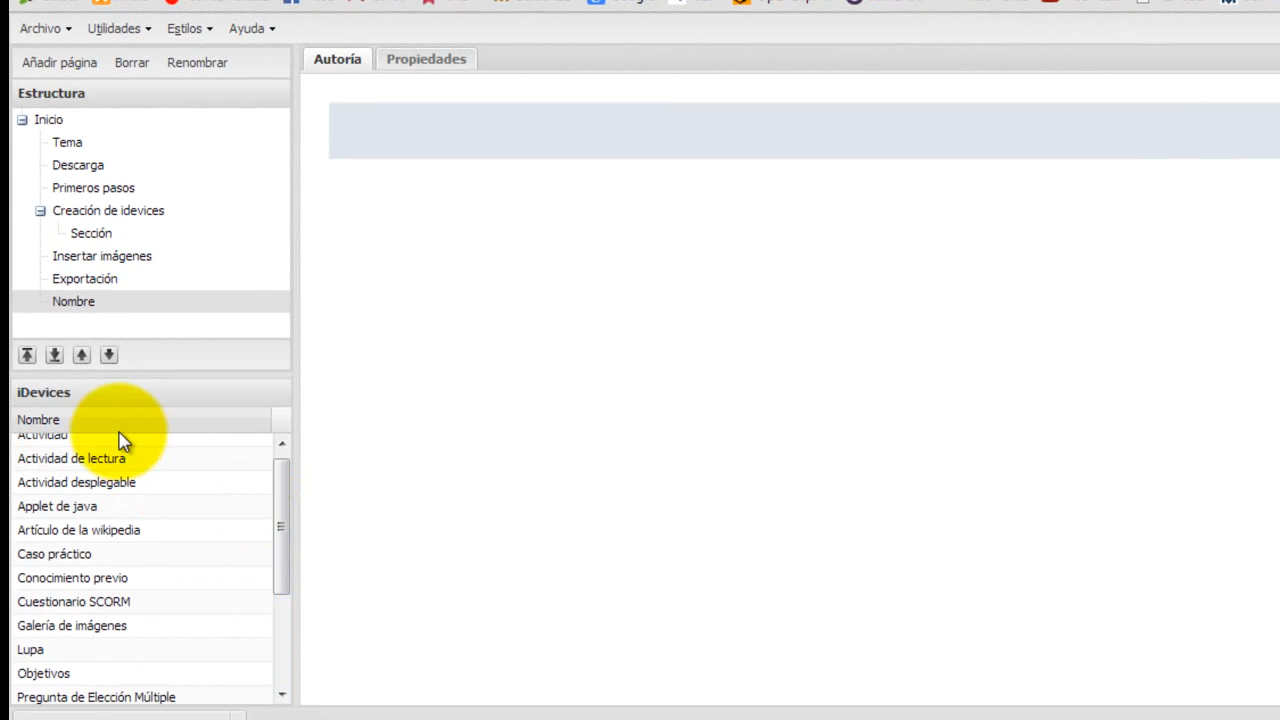 Archivo Utilidades Estilos Ayuda
Añadir página Borrar Renombrar
Autoría Propiedades
Estructura
Inicio
Tema
Descarga
Primeros pasos
Creación de idevices
Sección
Insertar imágenes
Exportación
Nombre
iDevices
Nombre
Actividad
Actividad de lectura
Actividad desplegable
Applet de java
Artículo de la wikipedia
Caso práctico
Conocimiento previo
Cuestionario SCORM
Galería de imágenes
Lupa
Objetivos
Pregunta de Elección Múltiple